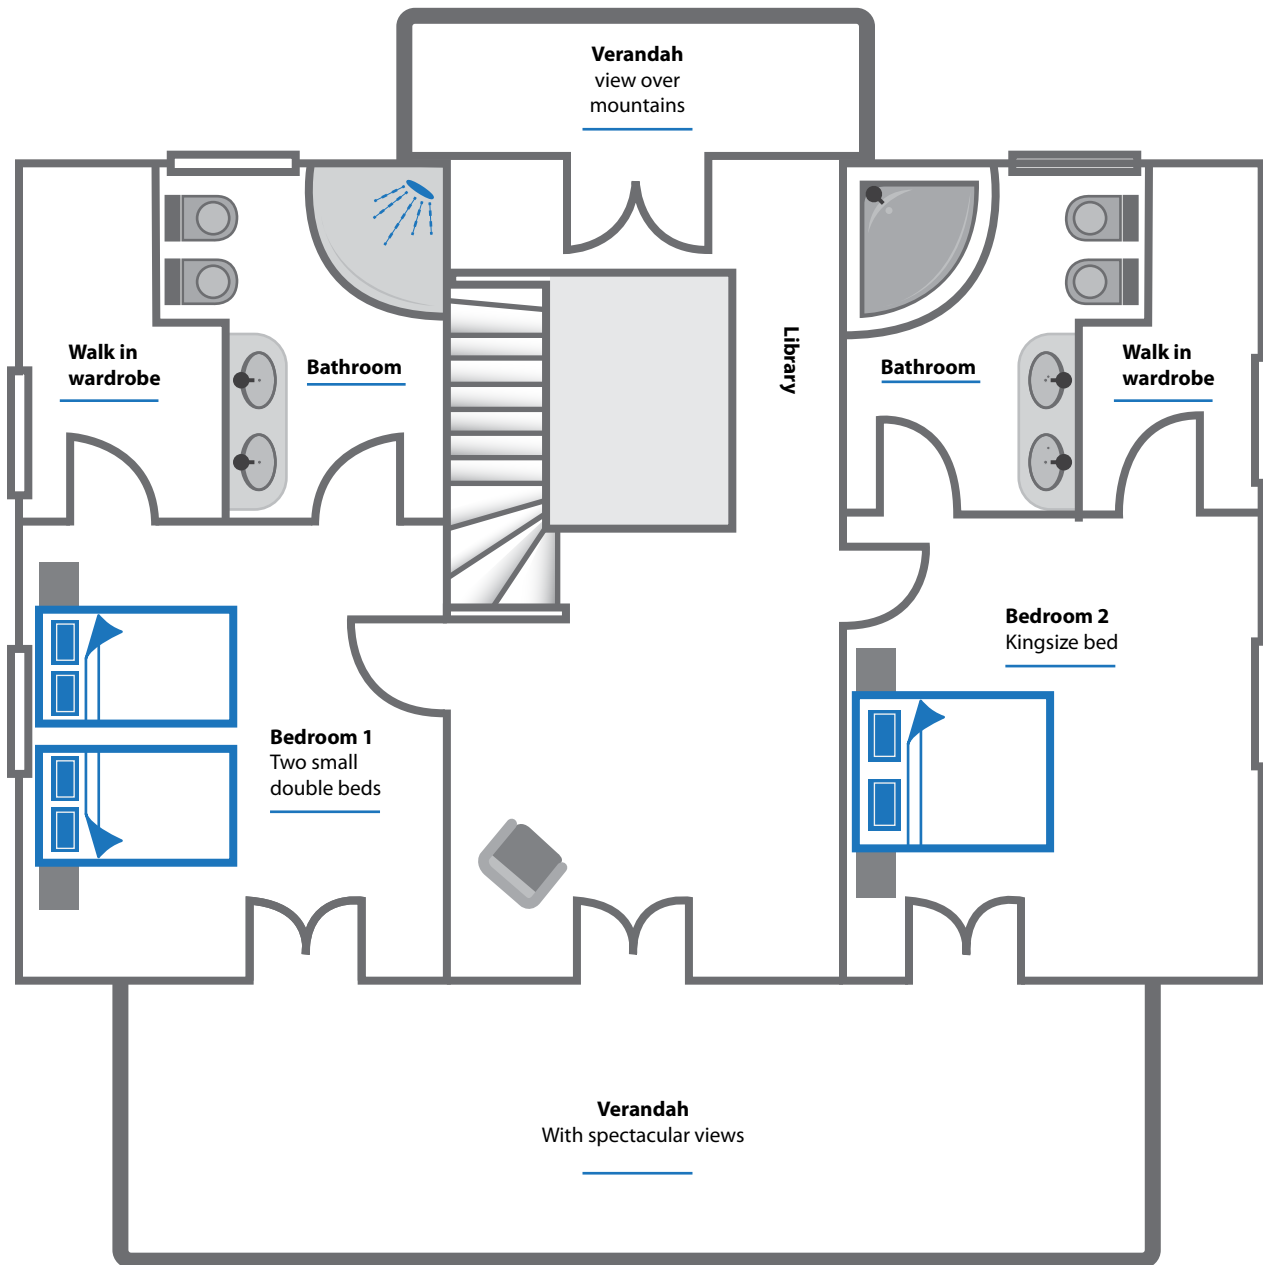 Verandah
view over
mountains
Walk in
wardrobe
Bathroom
Library
Bathroom
Walk in
wardrobe
Bedroom 1
Two small
double beds
Bedroom 2
Kingsize bed
Verandah
With spectacular views